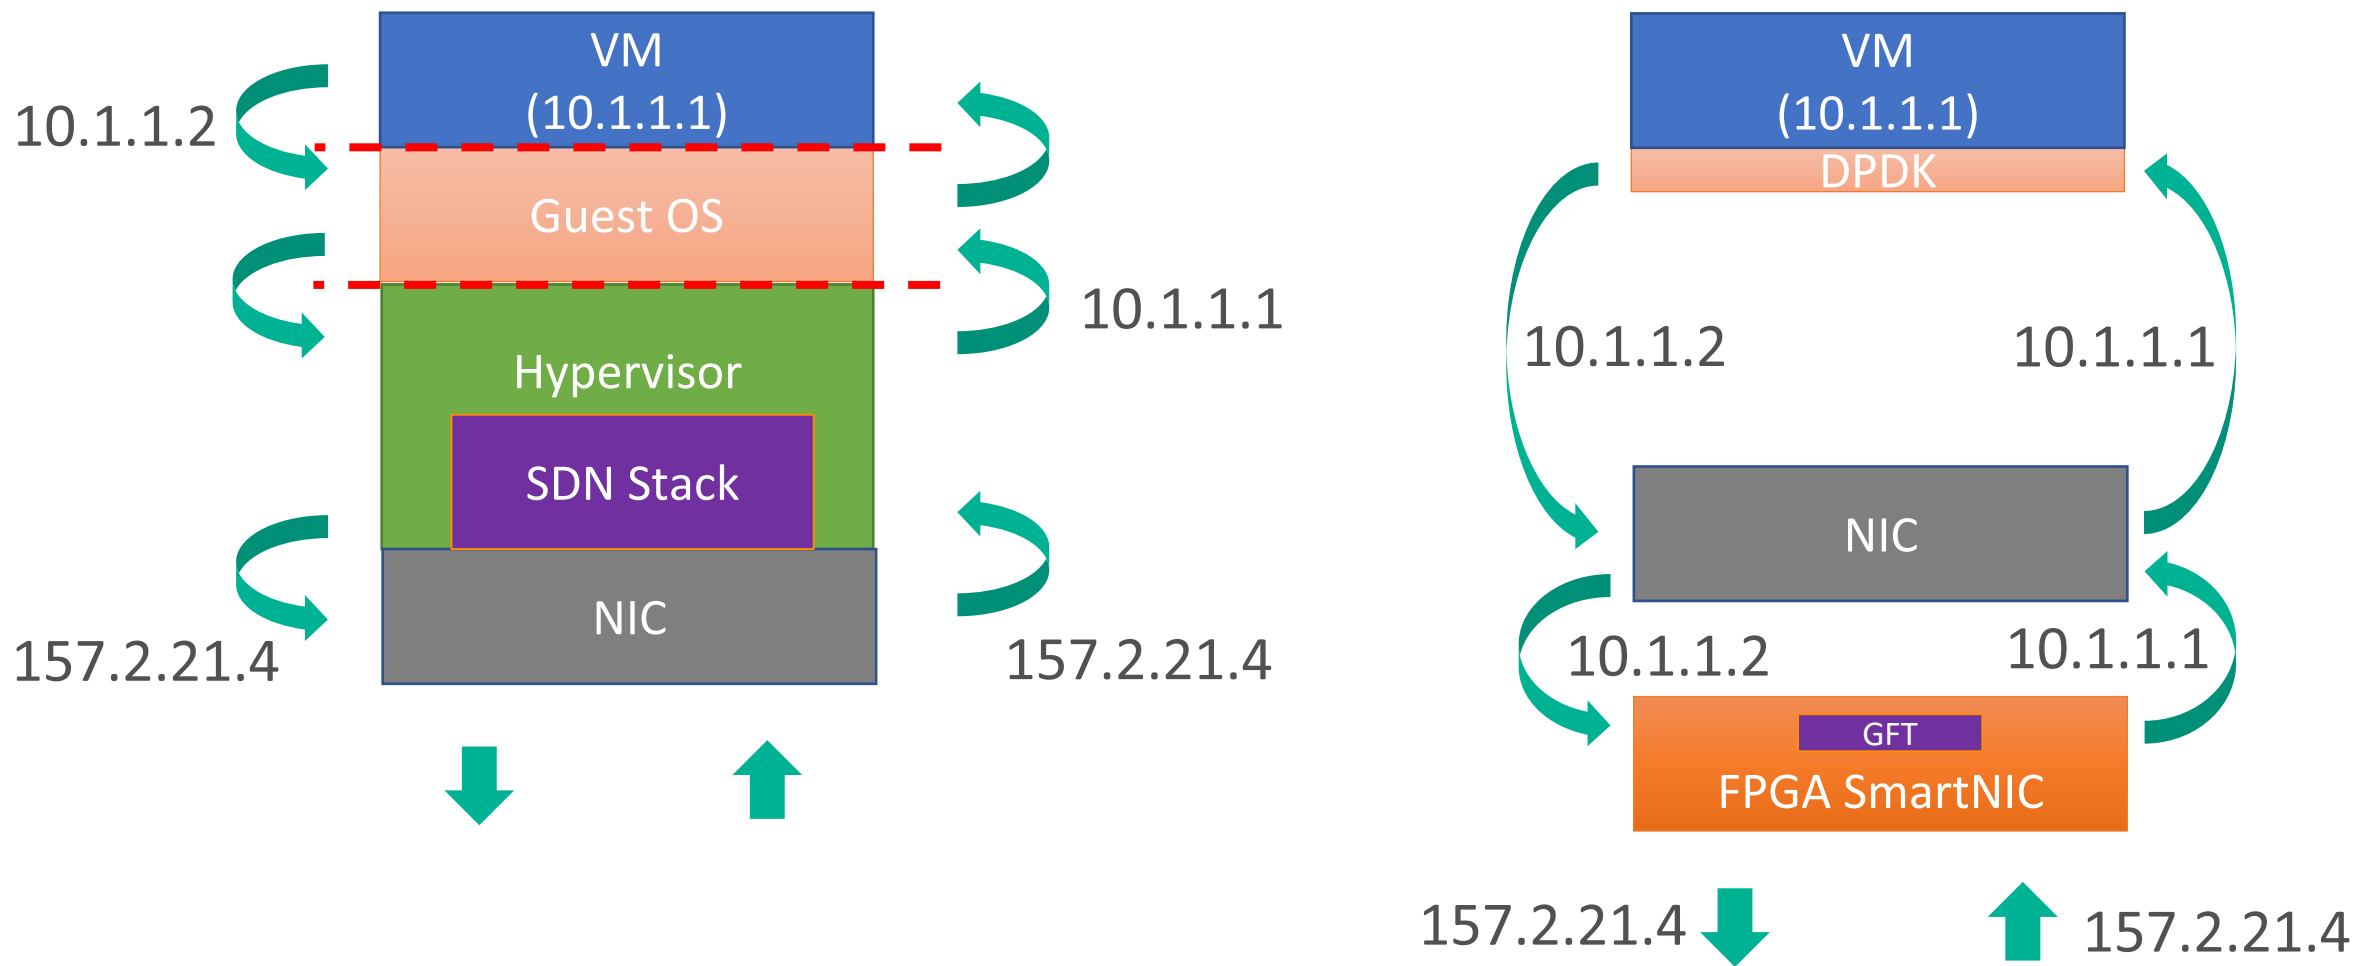 VM
(10.1.1.1)
10.1.1.2
Guest OS
10.1.1.1
Hypervisor
SDN Stack
NIC
157.2.21.4
157.2.21.4
VM
(10.1.1.1)
DPDK
10.1.1.2
10.1.1.1
NIC
10.1.1.2
10.1.1.1
GFT
FPGA SmartNIC
157.2.21.4
157.2.21.4